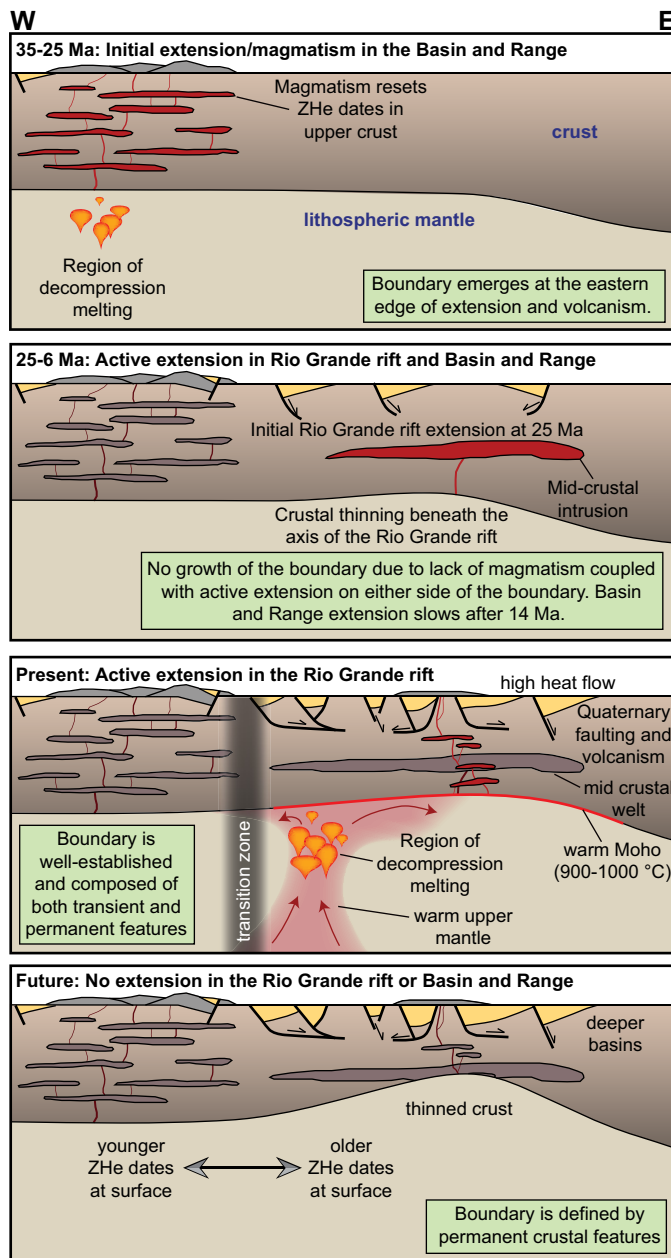 W
E
35-25 Ma: Initial extension/magmatism in the Basin and Range
Magmatism resets
ZHe dates in
upper crust
crust
lithospheric mantle
Region of
decompression
melting
Boundary emerges at the eastern
edge of extension and volcanism.
25-6 Ma: Active extension in Rio Grande rift and Basin and Range
Initial Rio Grande rift extension at 25 Ma
Mid-crustal
intrusion
Crustal thinning beneath the
axis of the Rio Grande rift
No growth of the boundary due to lack of magmatism coupled
with active extension on either side of the boundary. Basin
and Range extension slows after 14 Ma.
Present: Active extension in the Rio Grande rift
high heat flow
Quaternary
faulting and
volcanism
mid crustal
welt
warm Moho
(900-1000 °C)
Boundary is
well-established
and composed of
both transient and
permanent features
transition zone
Region of
decompression
melting
warm upper
mantle
Future: No extension in the Rio Grande rift or Basin and Range
deeper
basins
thinned crust
younger
ZHe dates
at surface
older
ZHe dates
at surface
Boundary is defined by
permanent crustal features